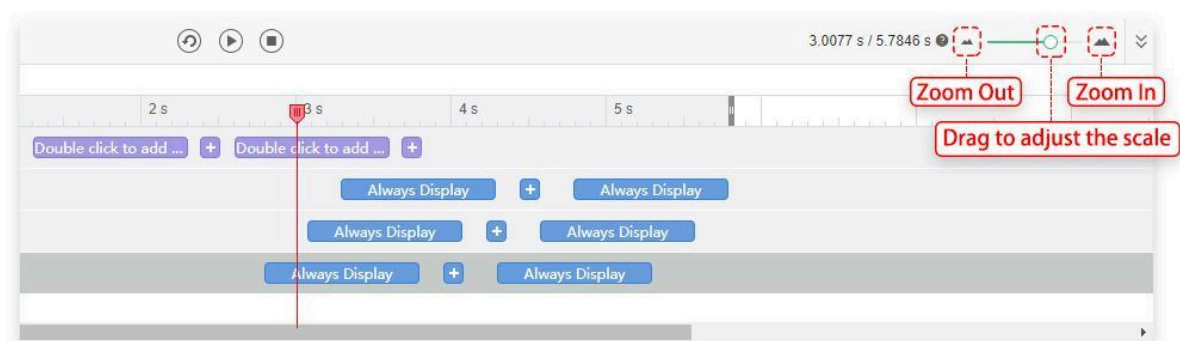 3.0077 s / 5.7846 s ?
Zoom Out
Zoom In
Drag to adjust the scale
2 s 3 s 4 s 5 s
Double click to add ... + Double click to add ... +
Always Display + Always Display
Always Display + Always Display
Always Display + Always Display